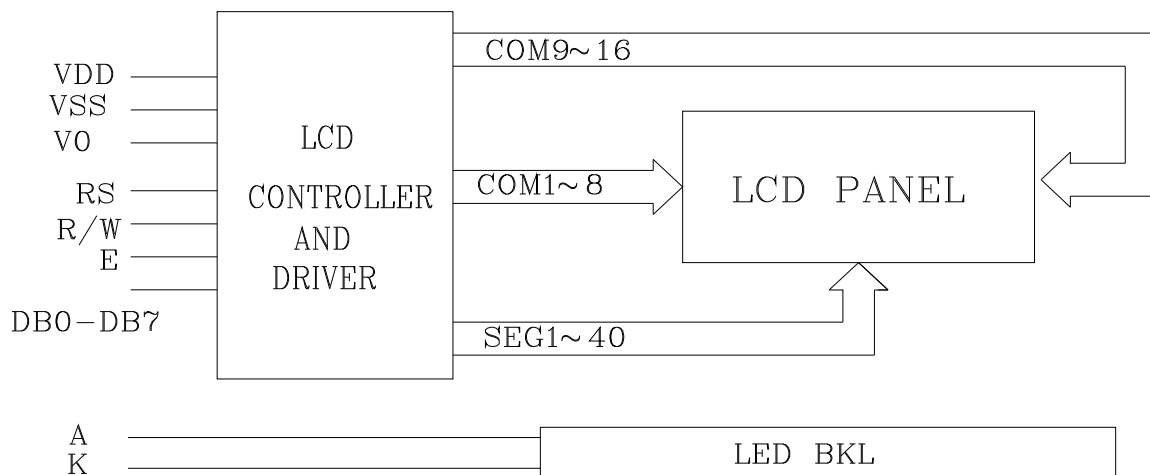 VDD
VSS
V0
RS
R/W
E
DB0-DB7
LCD
CONTROLLER
AND
DRIVER
COM9~16
COM1~8
SEG1~40
LCD PANEL
A
K
LED BKL